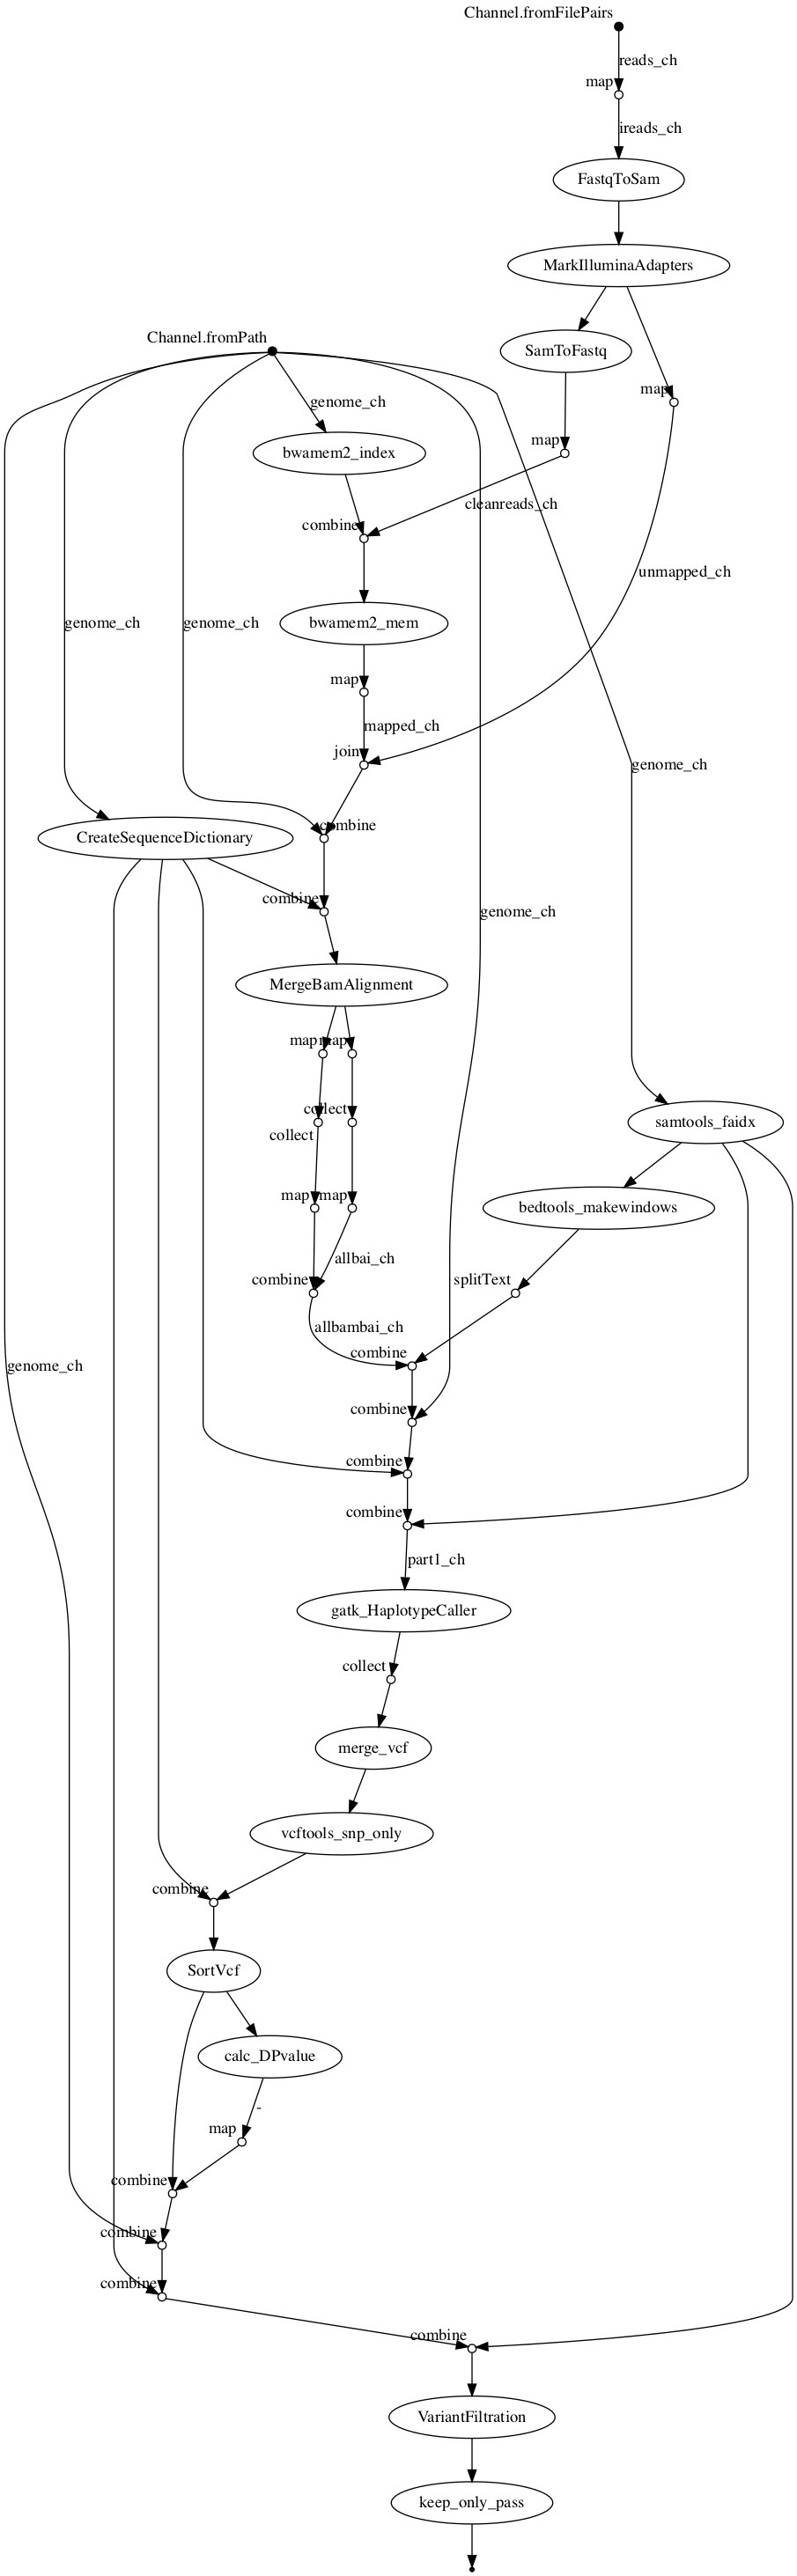 Channel.fromFilePairs
reads_ch
map
ireads_ch
FastqToSam
MarkIlluminaAdapters
Channel.fromPath
SamToFastq
map
genome_ch
map
bwamem2_index
cleanreads_ch
combine
unmapped_ch
genome_ch
genome_ch
bwamem2_mem
map
mapped_ch
join
genome_ch
combine
CreateSequenceDictionary
combine
genome_ch
MergeBamAlignment
map
map
collect
collect
samtools_faidx
map
map
bedtools_makewindows
allbai_ch
combine
splitText
allbambai_ch
combine
genome_ch
combine
combine
combine
part1_ch
gatk_HaplotypeCaller
collect
merge_vcf
vcftools_snp_only
combine
SortVcf
calc_DPvalue
-
map
combine
combine
combine
combine
VariantFiltration
keep_only_pass